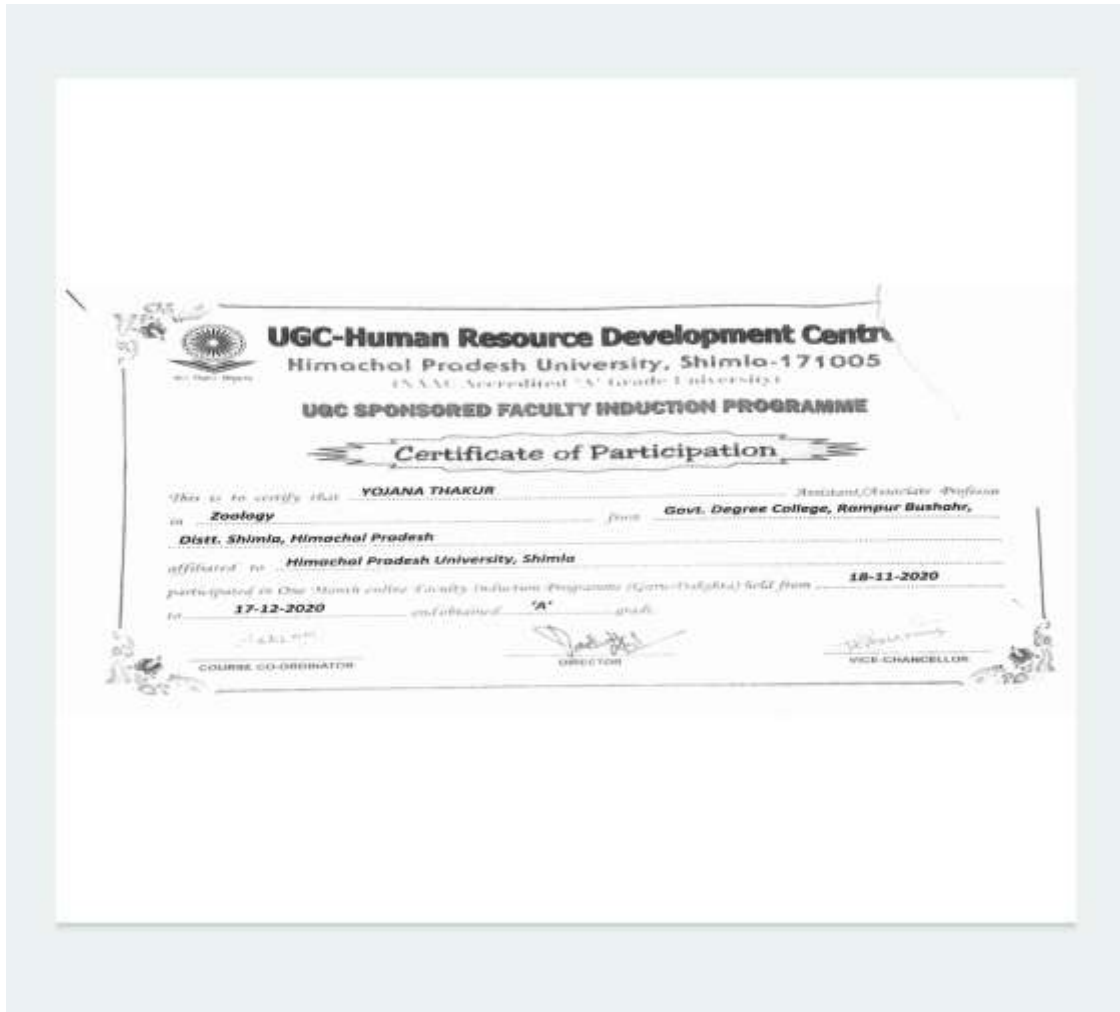 UGC-Human Resource Development Centr
Himachal Pradesh University, Shimla-171005
(NAAC Accredited 'A' Grade University)
UGC SPONSORED FACULTY INDUCTION PROGRAMME
Certificate of Participation
This is to certify that YOJANA THAKUR Assistant/Associate Professor
in Zoology from Govt. Degree College, Rampur Bushahr,
Distt. Shimla, Himachal Pradesh
affiliated to Himachal Pradesh University, Shimla
participated in One Month online Faculty Induction Programme (Guru-Dakshta) held from 18-11-2020
to 17-12-2020 and obtained 'A' grade
COURSE CO-ORDINATOR DIRECTOR VICE-CHANCELLOR